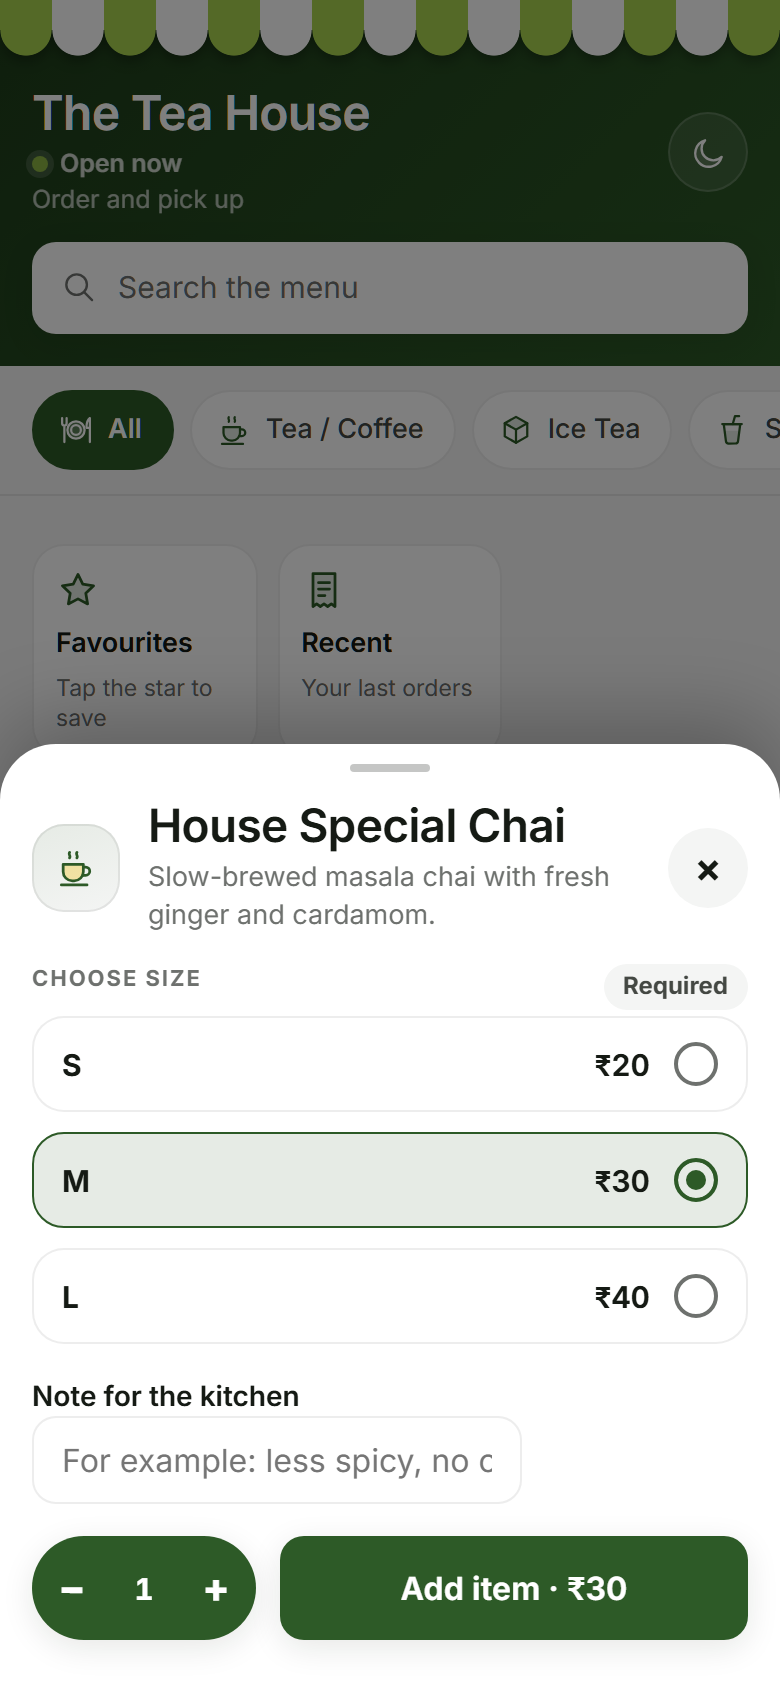 The Tea House
Open now
Order and pick up
Search the menu
All
Tea / Coffee
Ice Tea
S
Favourites
Tap the star to
save
Recent
Your last orders
House Special Chai
Slow-brewed masala chai with fresh
ginger and cardamom.
CHOOSE SIZE
Required
S
₹20
M
₹30
L
₹40
Note for the kitchen
For example: less spicy, no
− 1 +
Add item · ₹30